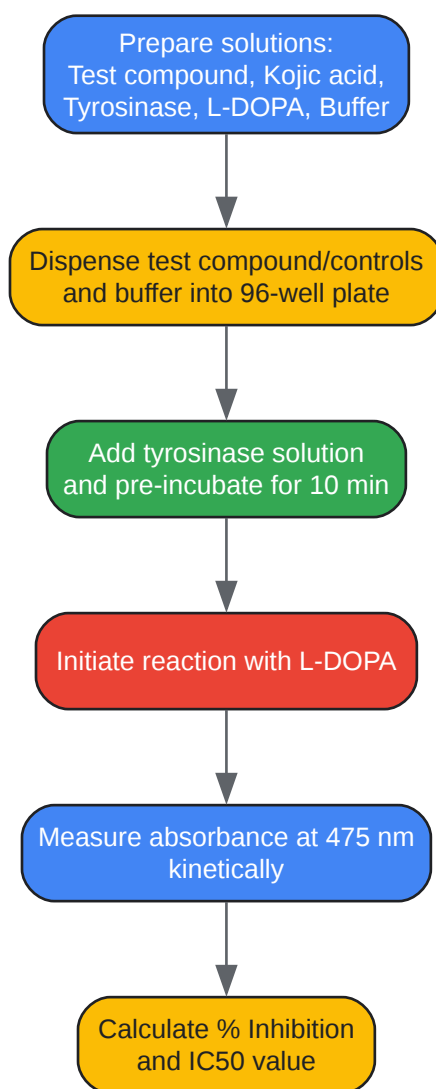 Prepare solutions:
Test compound, Kojic acid,
Tyrosinase, L-DOPA, Buffer
Dispense test compound/controls
and buffer into 96-well plate
Add tyrosinase solution
and pre-incubate for 10 min
Initiate reaction with L-DOPA
Measure absorbance at 475 nm
kinetically
Calculate % Inhibition
and IC50 value